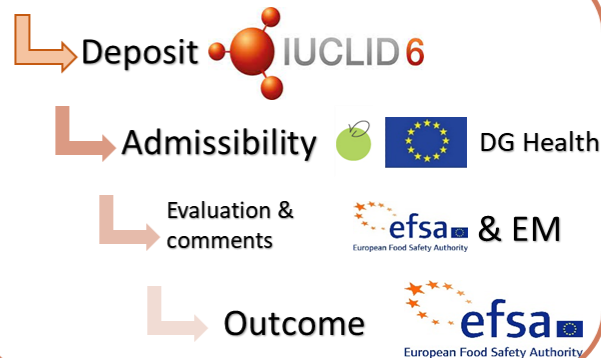 Deposit IUCLID 6
Admissibility DG Health
Evaluation &
comments
efsa & EM
European Food Safety Authority
Outcome efsa
European Food Safety Authority